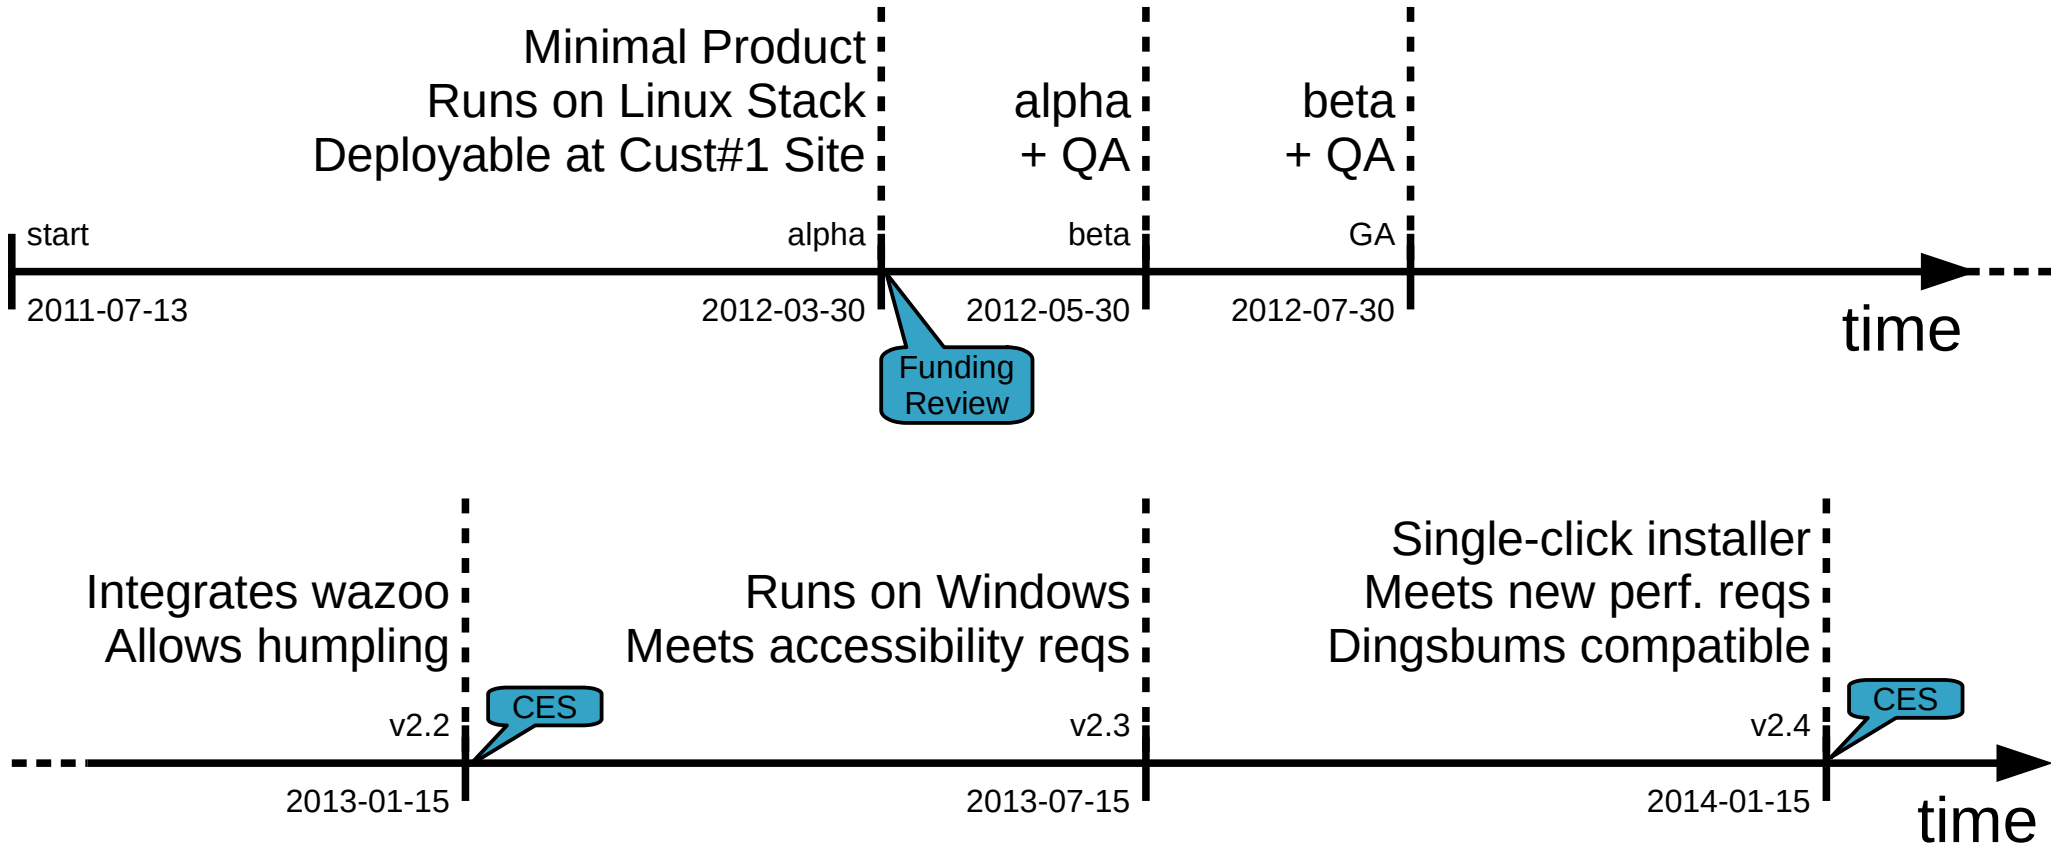 Minimal Product
Runs on Linux Stack
Deployable at Cust#1 Site
alpha
+ QA
beta
+ QA
start
alpha
beta
GA
2011-07-13
2012-03-30
2012-05-30
2012-07-30
time
Funding
Review
Integrates wazoo
Allows humpling
Runs on Windows
Meets accessibility reqs
Single-click installer
Meets new perf. reqs
Dingsbums compatible
v2.2
CES
v2.3
v2.4
CES
2013-01-15
2013-07-15
2014-01-15
time